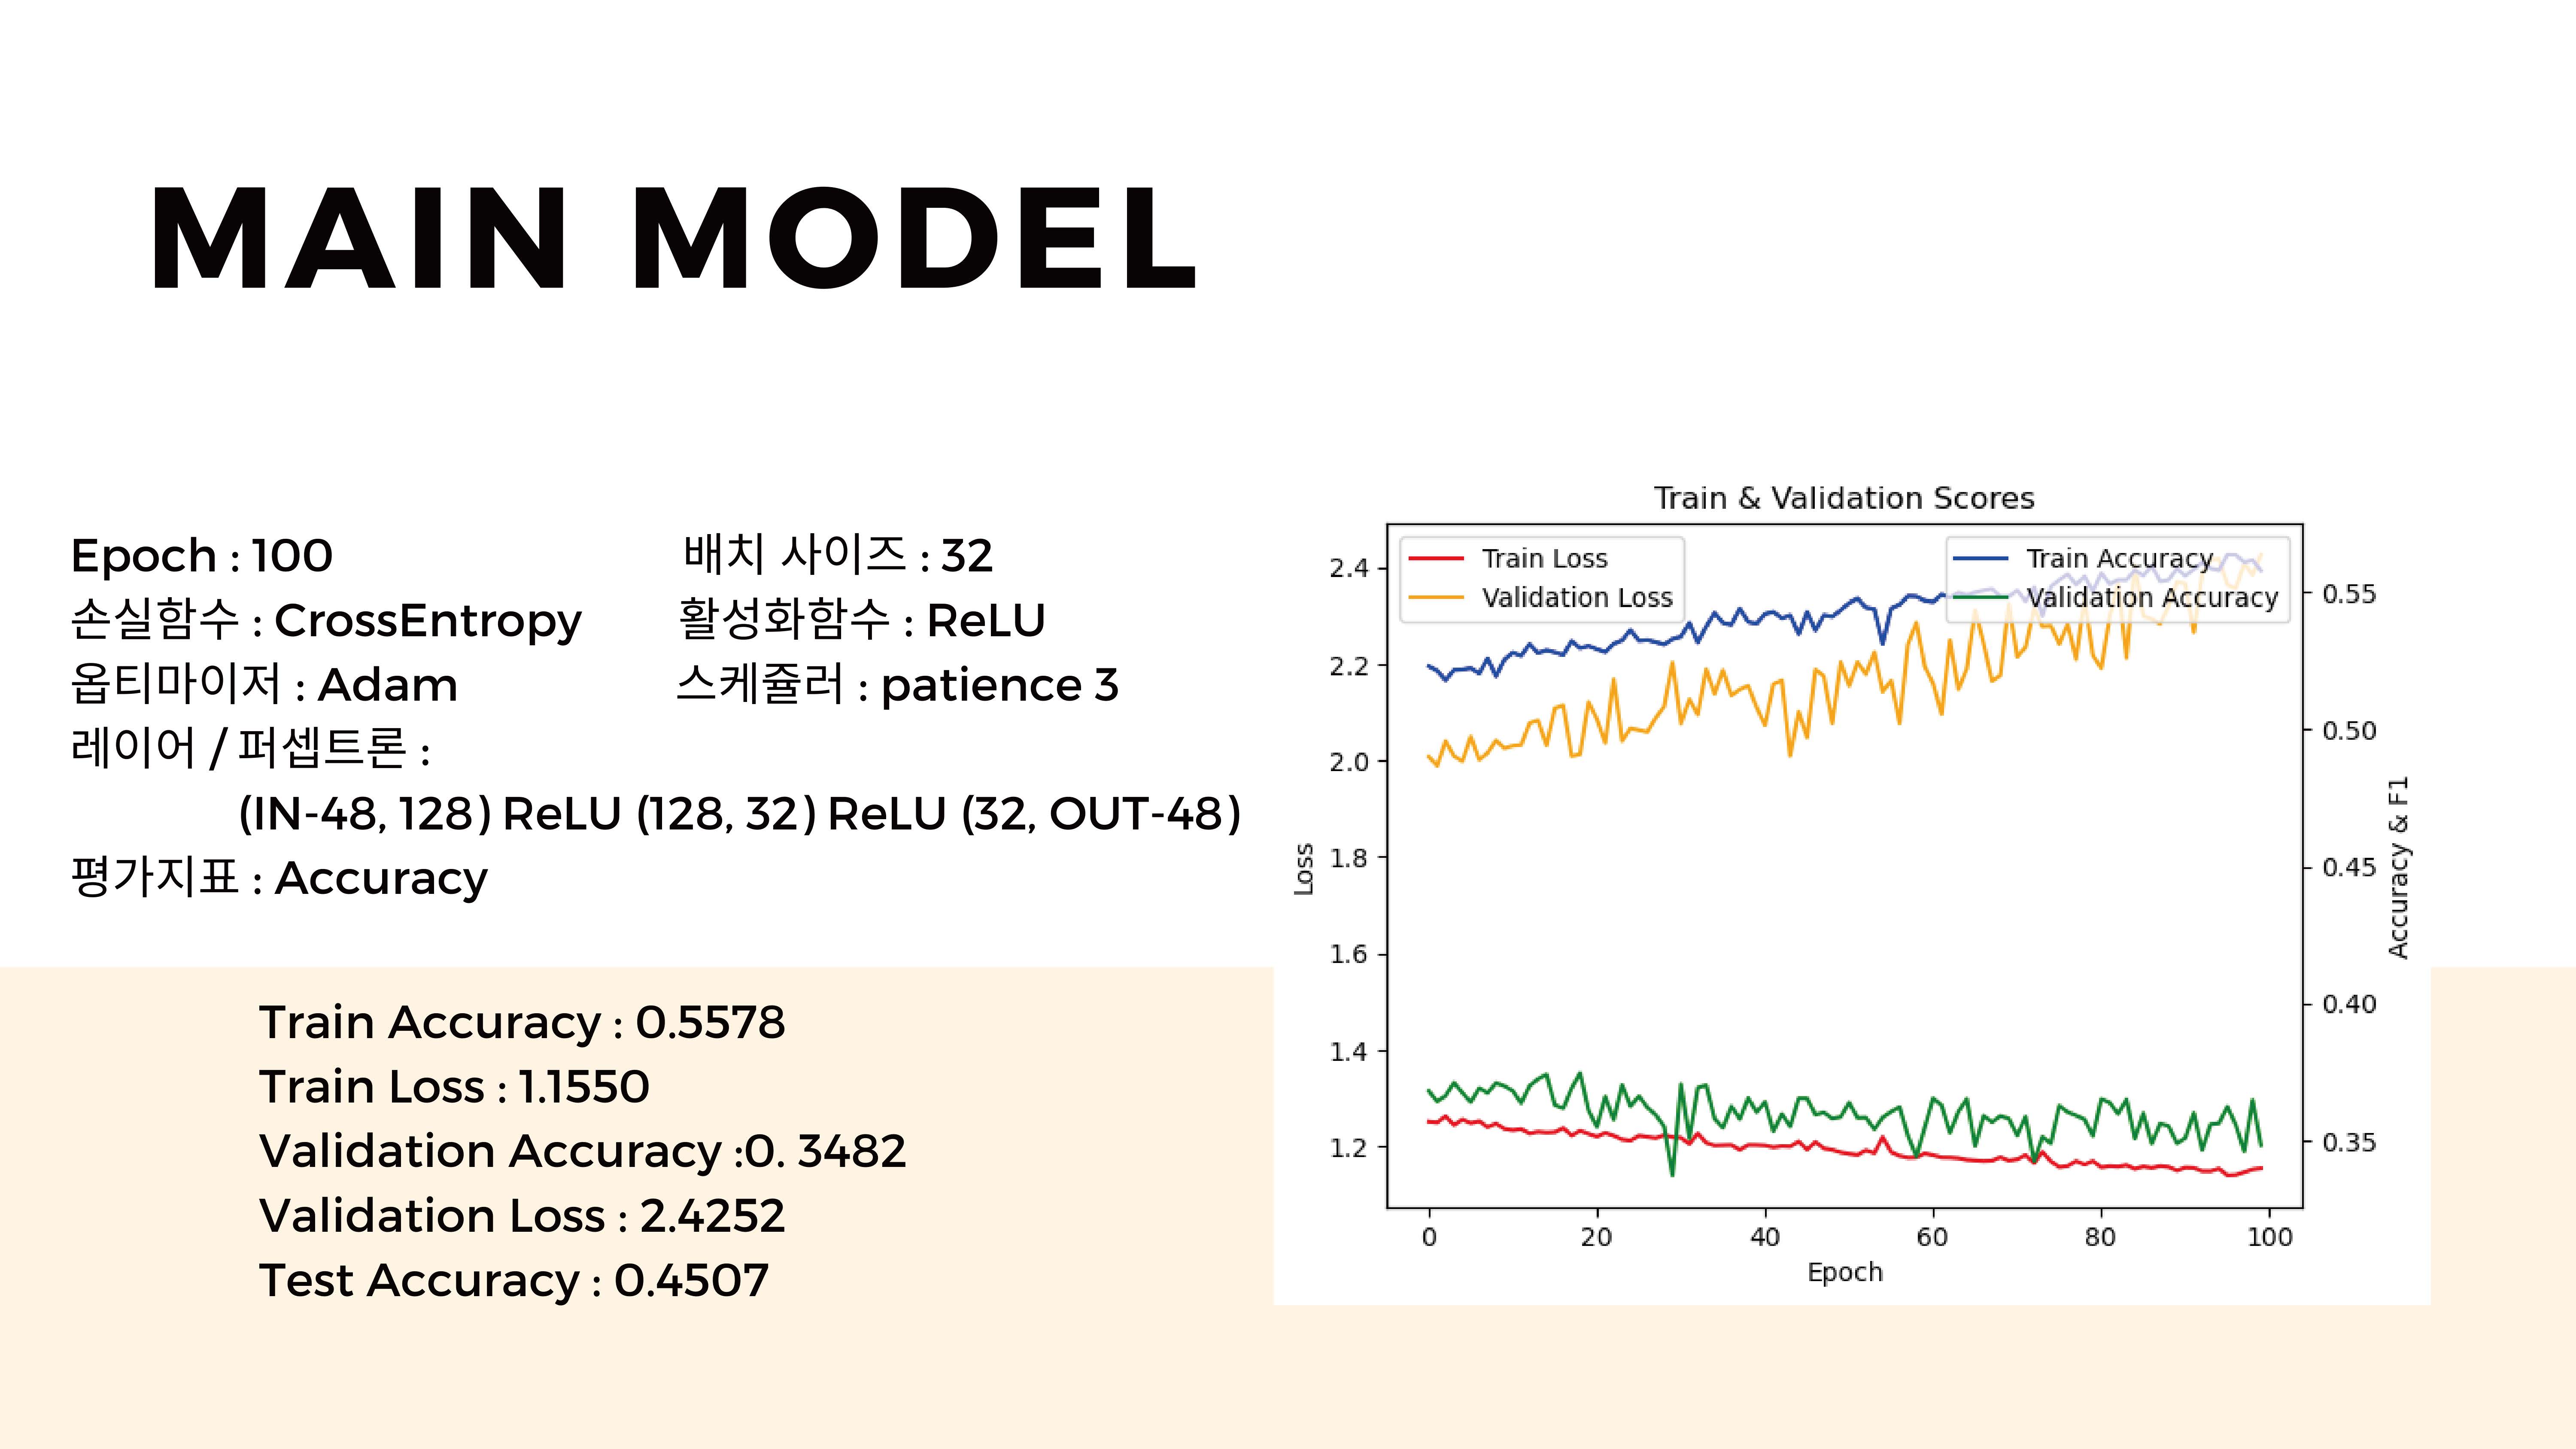 MAIN MODEL
Epoch : 100
배치 사이즈 : 32
손실함수 : CrossEntropy
활성화함수 : ReLU
옵티마이저 : Adam
스케쥴러 : patience 3
레이어 / 퍼셉트론 :
(IN-48, 128) ReLU (128, 32) ReLU (32, OUT-48)
평가지표 : Accuracy
Train Accuracy : 0.5578
Train Loss : 1.1550
Validation Accuracy :0. 3482
Validation Loss : 2.4252
Test Accuracy : 0.4507
Train & Validation Scores
Train Loss
Validation Loss
Train Accuracy
Validation Accuracy
2.4
2.2
2.0
1.8
1.6
1.4
1.2
Loss
0.55
0.50
0.45
0.40
0.35
Accuracy & F1
0 20 40 60 80 100
Epoch